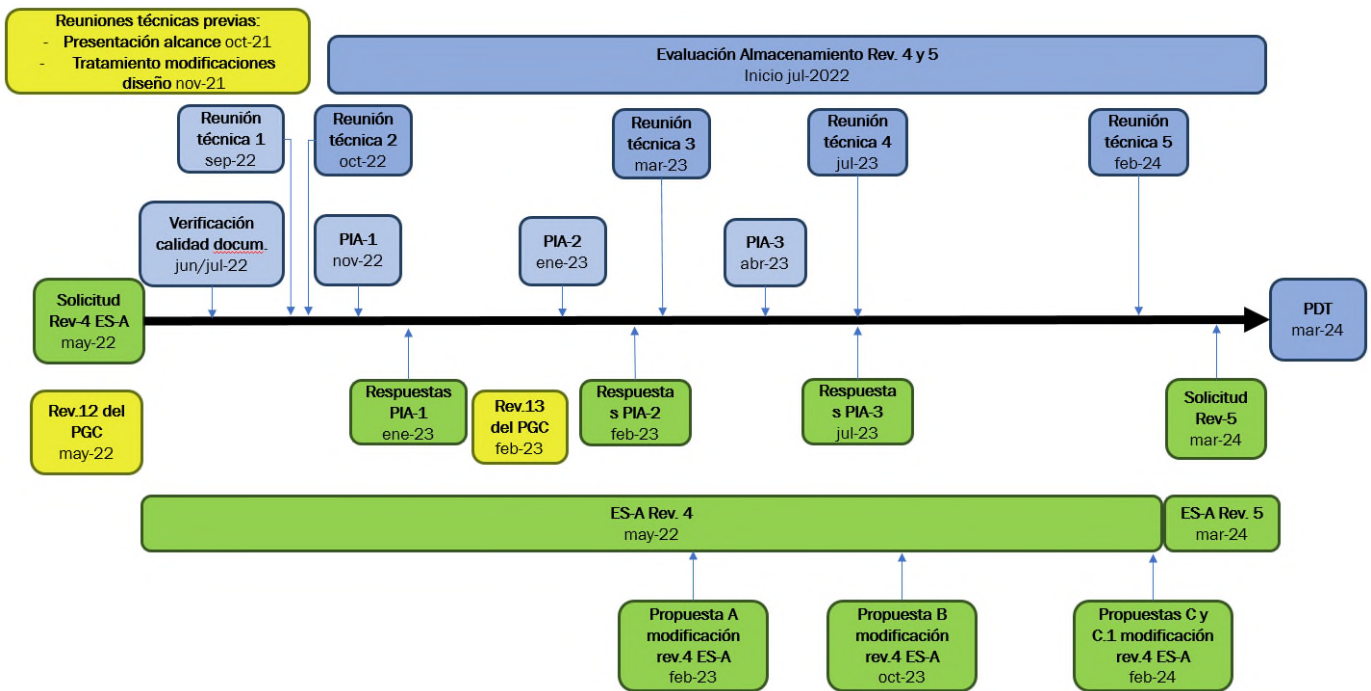 Reuniones técnicas previas:
- Presentación alcance oct-21
- Tratamiento modificaciones
diseño nov-21
Evaluación Almacenamiento Rev. 4 y 5
Inicio jul-2022
Reunión
técnica 1
sep-22
Reunión
técnica 2
oct-22
Reunión
técnica 3
mar-23
Reunión
técnica 4
jul-23
Reunión
técnica 5
feb-24
Verificación
calidad docum.
jun/jul-22
PIA-1
nov-22
PIA-2
ene-23
PIA-3
abr-23
Solicitud
Rev-4 ES-A
may-22
PDT
mar-24
Rev.12 del
PGC
may-22
Respuestas
PIA-1
ene-23
Rev.13
del PGC
feb-23
Respuesta
s PIA-2
feb-23
Respuesta
s PIA-3
jul-23
Solicitud
Rev-5
mar-24
ES-A Rev. 4
may-22
ES-A Rev. 5
mar-24
Propuesta A
modificación
rev.4 ES-A
feb-23
Propuesta B
modificación
rev.4 ES-A
oct-23
Propuestas C y
C.1 modificación
rev.4 ES-A
feb-24